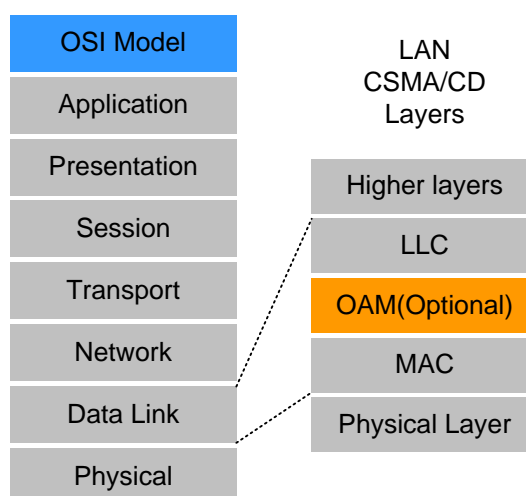 OSI Model
Application
Presentation
Session
Transport
Network
Data Link
Physical
LAN
CSMA/CD
Layers
Higher layers
LLC
OAM(Optional)
MAC
Physical Layer